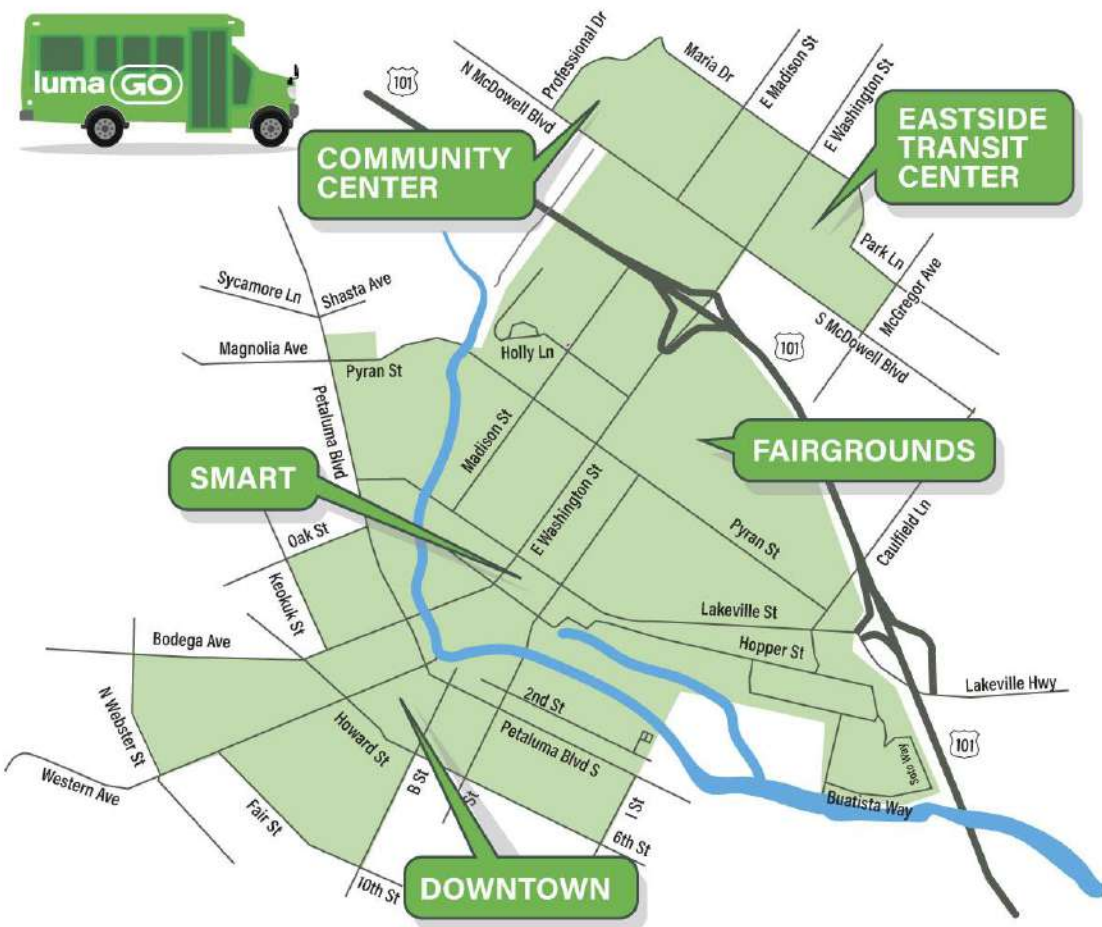 luma GO
101
Professional Dr
N McDowell Blvd
Maria Dr
E Madison St
E Washington St
COMMUNITY
CENTER
EASTSIDE
TRANSIT
CENTER
Park Ln
McGregor Ave
Sycamore Ln
Shasta Ave
Magnolia Ave
Pyran St
Holly Ln
101
S McDowell Blvd
Petaluma Blvd
Madison St
FAIRGROUNDS
SMART
E Washington St
Pyran St
Caulfield Ln
Oak St
Keokuk St
Lakeville St
Hopper St
Bodega Ave
Lakeville Hwy
N Webster St
2nd St
Petaluma Blvd S
Howard St
101
Soto Way
Western Ave
B St
St
I St
Buatista Way
Fair St
6th St
10th St
DOWNTOWN